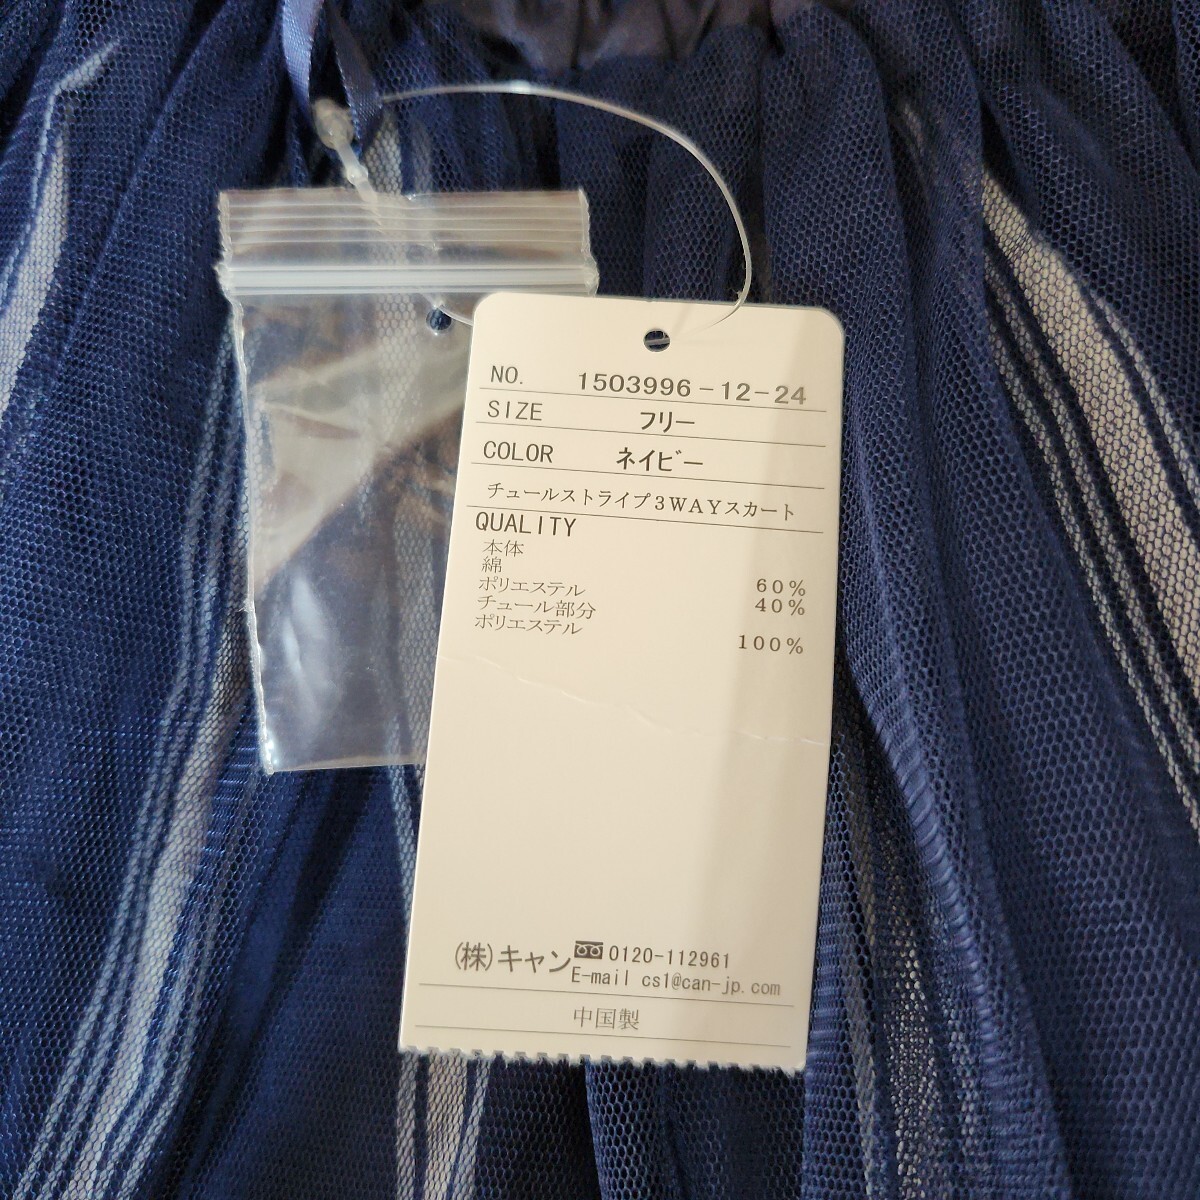 NO. 1503996-12-24
SIZE フリー
COLOR ネイビー
チュールストライプ3WAYスカート
QUALITY
本体
綿 60%
ポリエステル 40%
チュール部分
ポリエステル 100%
(株)キャン 0120-112961
E-mail cs1@can-jp.com
中国製